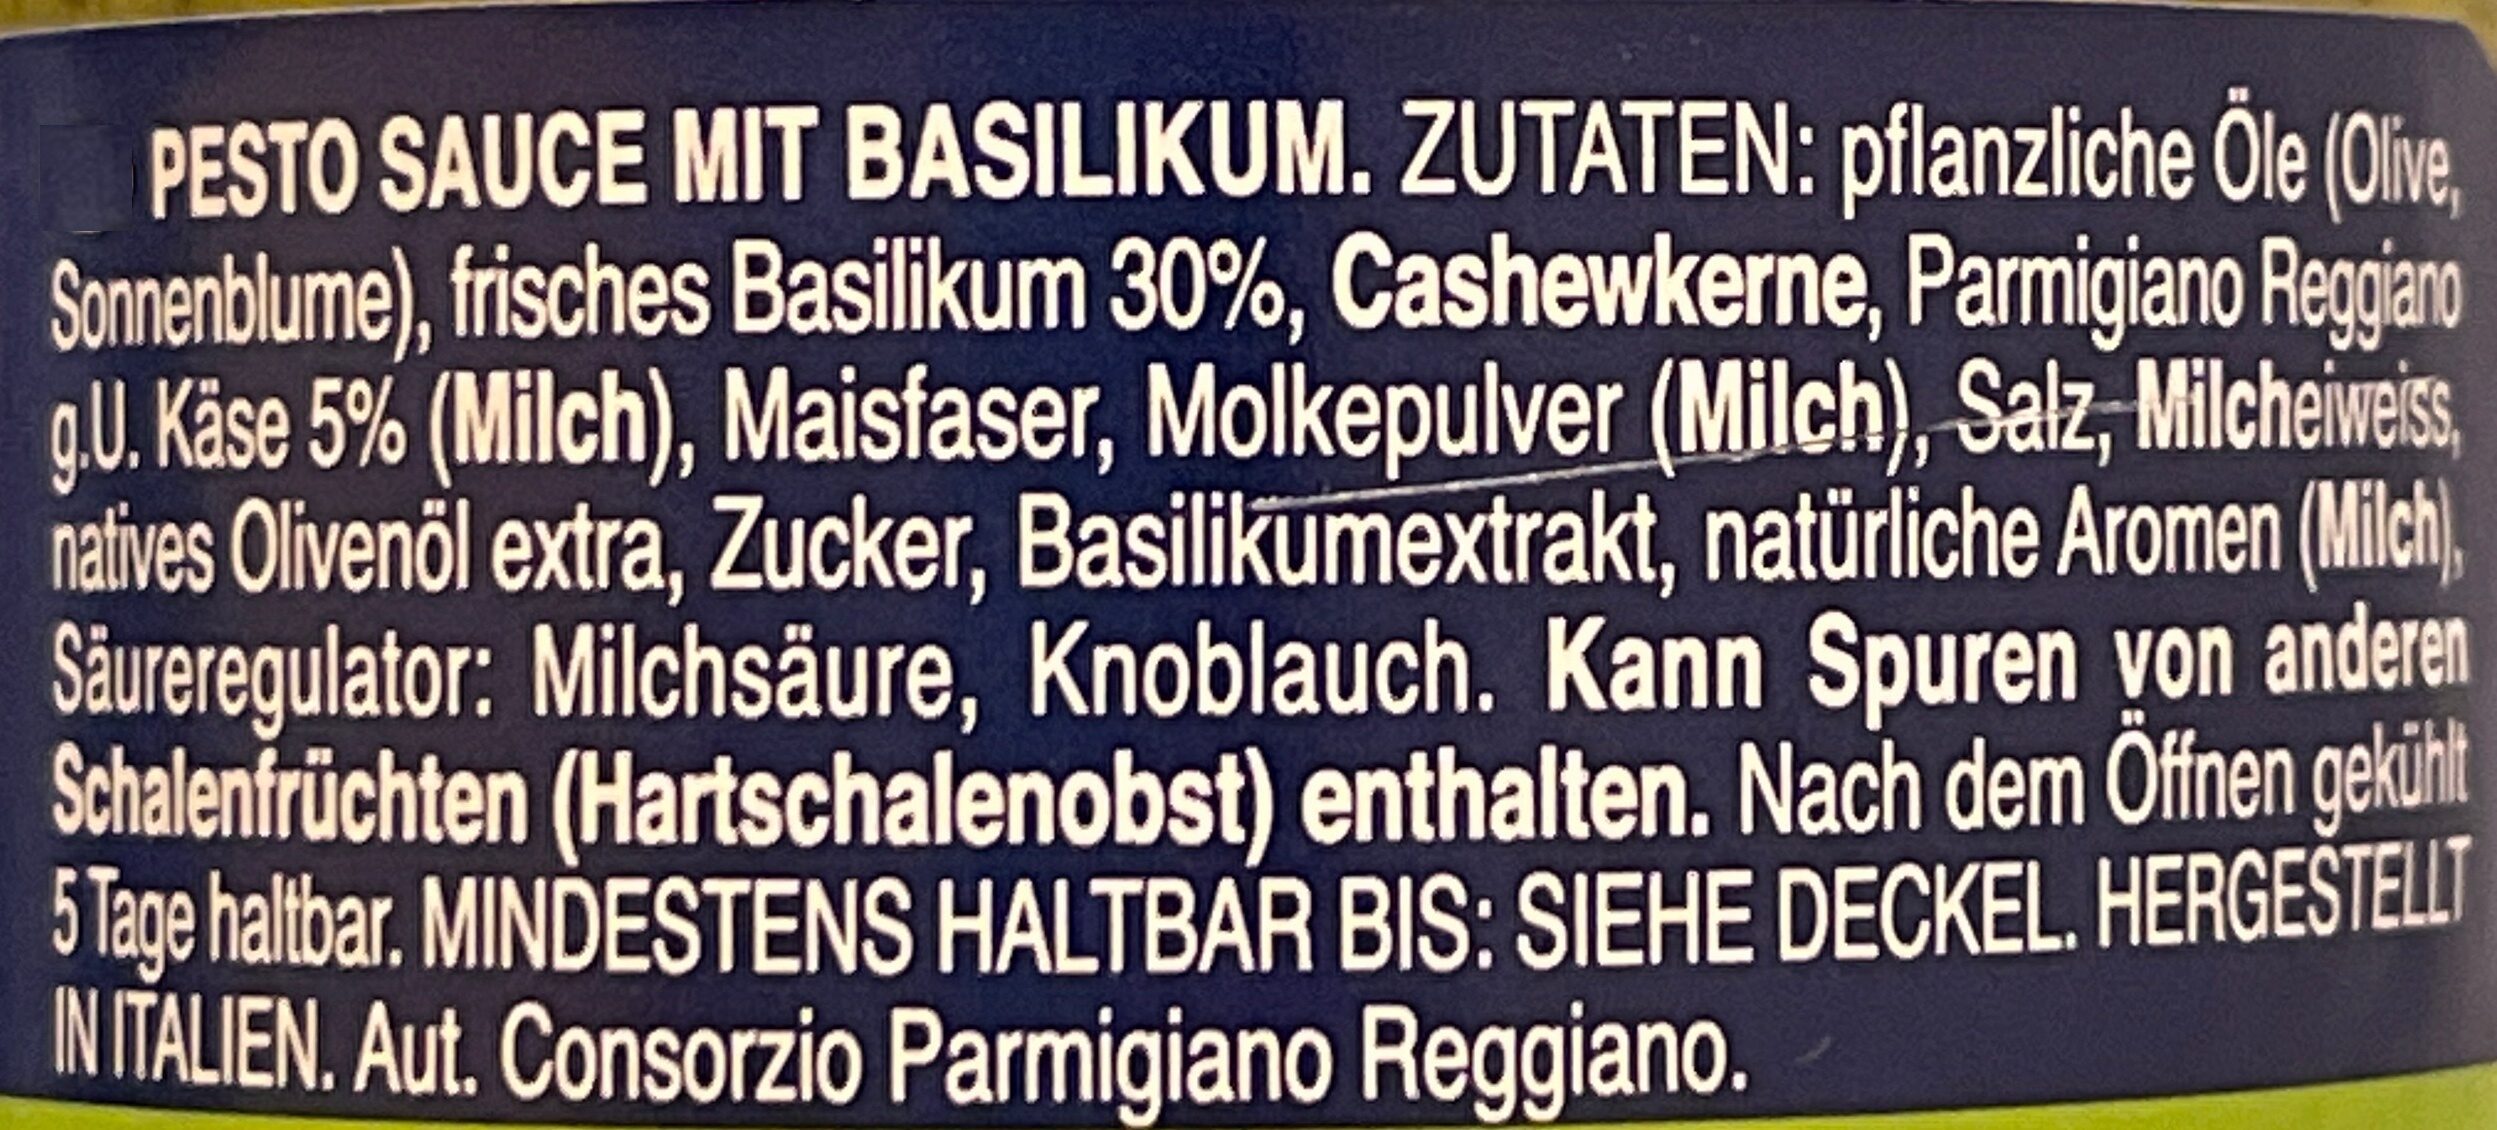 PESTO SAUCE MIT BASILIKUM. ZUTATEN: pflanzliche Öle (Olive,
Sonnenblume), frisches Basilikum 30%, Cashewkerne, Parmigiano Reggiano
g.U. Käse 5% (Milch), Maisfaser, Molkepulver (Milch), Salz, Milcheiweiss,
natives Olivenöl extra, Zucker, Basilikumextrakt, natürliche Aromen (Milch),
Säureregulator: Milchsäure, Knoblauch. Kann Spuren von anderen
Schalenfrüchten (Hartschalenobst) enthalten. Nach dem Öffnen gekühlt
5 Tage haltbar. MINDESTENS HALTBAR BIS: SIEHE DECKEL. HERGESTELLT
IN ITALIEN. Aut. Consorzio Parmigiano Reggiano.